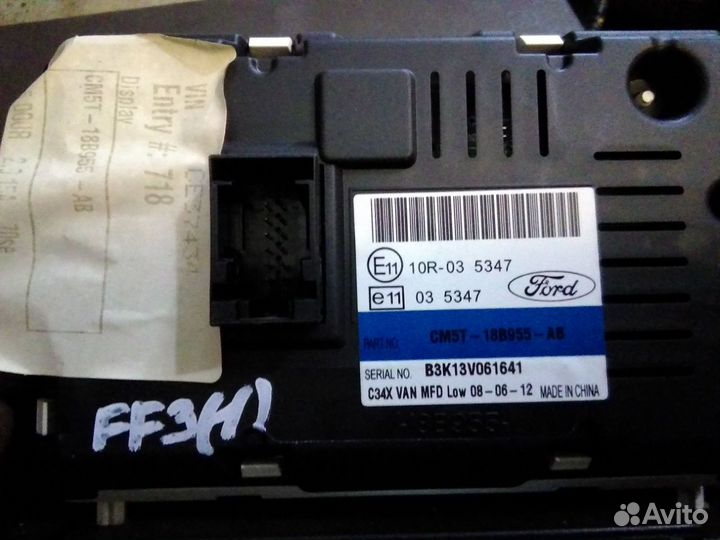 VIN
Entry #: 718
Display
CM5T-18B955-AB
E11 10R-03 5347
e11 03 5347
Ford
PART NO. CM5T-18B955-AB
SERIAL NO. B3K13V061641
C34X VAN MFD Low 08-06-12 MADE IN CHINA
FF3(H)
Avito